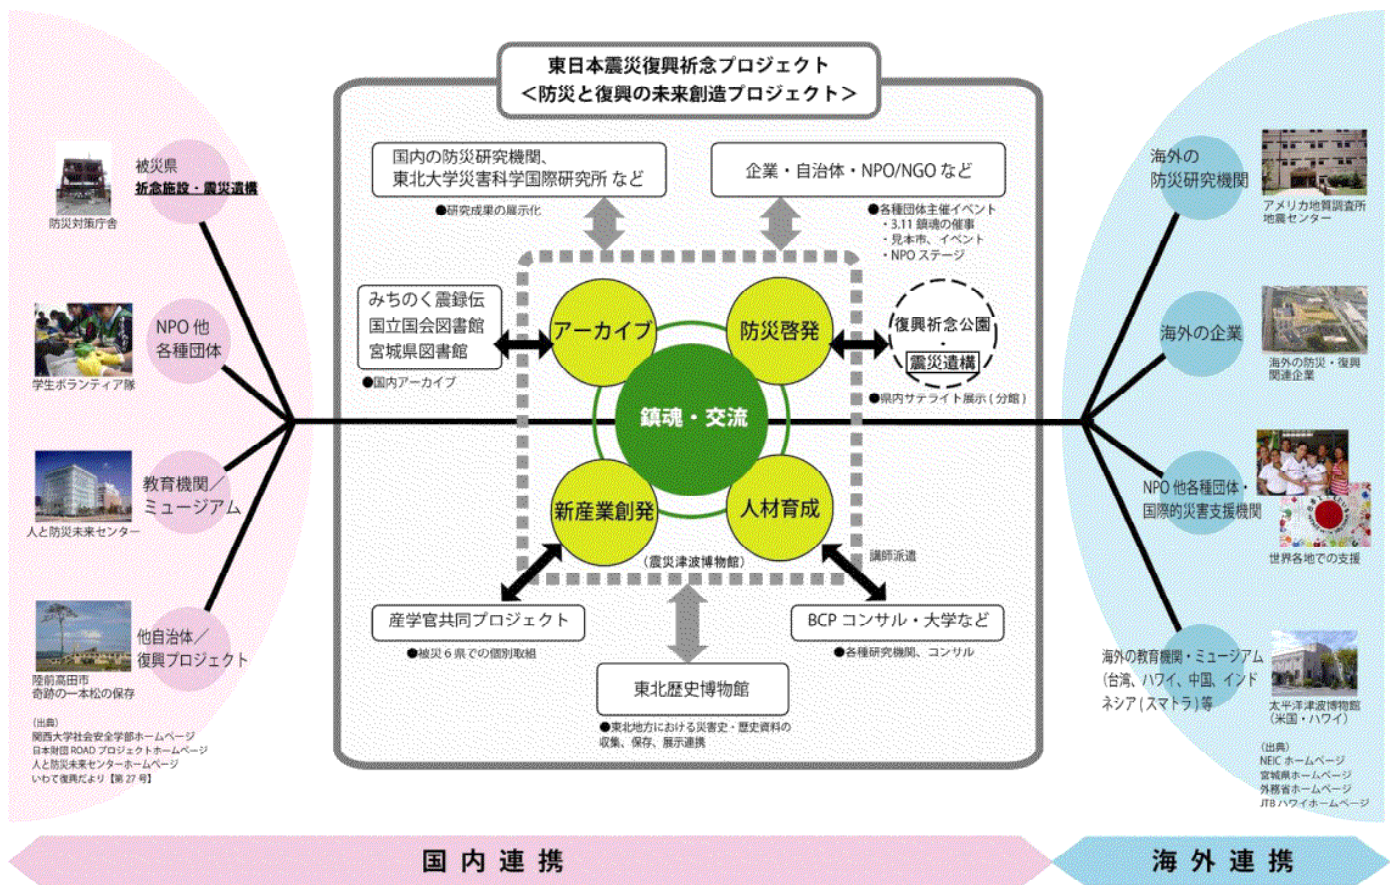 東日本震災復興祈念プロジェクト
＜防災と復興の未来創造プロジェクト＞
被災県
祈念施設・震災遺構
防災対策庁舎
NPO 他
各種団体
学生ボランティア隊
教育機関／
ミュージアム
人と防災未来センター
他自治体／
復興プロジェクト
陸前高田市
奇跡の一本松の保存
（出典）
関西大学社会安全学部ホームページ
日本財団 ROAD プロジェクトホームページ
人と防災未来センターホームページ
いわて復興だより【第 27 号】
国内の防災研究機関、
東北大学災害科学国際研究所 など
●研究成果の展示化
企業・自治体・NPO/NGO など
●各種団体主催イベント
・3.11 鎮魂の催事
・見本市、イベント
・NPO ステージ
みちのく震録伝
国立国会図書館
宮城県図書館
●国内アーカイブ
アーカイブ
防災啓発
復興祈念公園
・
震災遺構
●県内サテライト展示 ( 分館 )
鎮魂・交流
新産業創発
人材育成
（震災津波博物館）
講師派遣
産学官共同プロジェクト
●被災 6 県での個別取組
BCP コンサル・大学など
●各種研究機関、コンサル
東北歴史博物館
●東北地方における災害史・歴史資料の
収集、保存、展示連携
海外の
防災研究機関
アメリカ地質調査所
地震センター
海外の企業
海外の防災・復興
関連企業
NPO 他各種団体・
国際的災害支援機関
世界各地での支援
海外の教育機関・ミュージアム
（台湾、ハワイ、中国、インド
ネシア ( スマトラ ) 等
太平洋津波博物館
（米国・ハワイ）
（出典）
NEIC ホームページ
宮城県ホームページ
外務省ホームページ
JTB ハワイホームページ
国内連携
海外連携